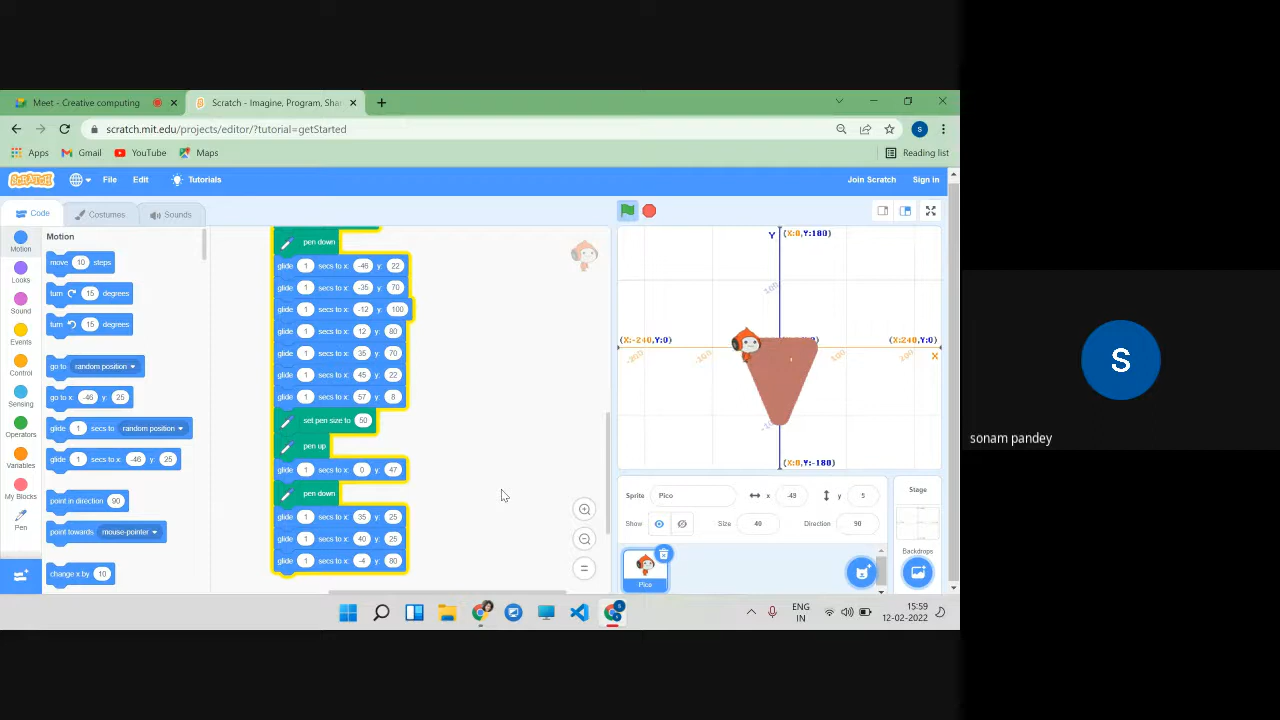 Meet - Creative computing
Scratch - Imagine, Program, Sha
scratch.mit.edu/projects/editor/?tutorial=getStarted
Apps Gmail YouTube Maps Reading list
SCRATCH File Edit Tutorials Join Scratch Sign in
Code Costumes Sounds
Motion
Looks
Sound
Events
Control
Sensing
Operators
Variables
My Blocks
Pen
Motion
move 10 steps
turn 15 degrees
turn 15 degrees
go to random position
go to x: -46 y: 25
glide 1 secs to random position
glide 1 secs to x: -46 y: 25
point in direction 90
point towards mouse-pointer
change x by 10
pen down
glide 1 secs to x: -46 y: 22
glide 1 secs to x: -35 y: 70
glide 1 secs to x: -12 y: 100
glide 1 secs to x: 12 y: 80
glide 1 secs to x: 35 y: 70
glide 1 secs to x: 45 y: 22
glide 1 secs to x: 57 y: 8
set pen size to 50
pen up
glide 1 secs to x: 0 y: 47
pen down
glide 1 secs to x: 35 y: 25
glide 1 secs to x: 40 y: 25
glide 1 secs to x: -4 y: 80
Y (X:0,Y:180)
100
(X:-240,Y:0) (X:240,Y:0)
-200 -100 100 200 X
(X:0,Y:-180)
Sprite Pico x -49 y 5
Show Size 40 Direction 90
Pico
Stage
Backdrops
ENG
IN
15:59
12-02-2022
S
sonam pandey